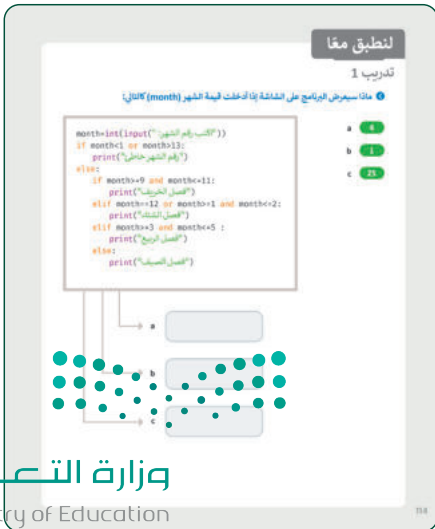 لنطبق معًا
تدريب 1
ماذا سيعرض البرنامج على الشاشة إذا أدخلت قيمة الشهر (month) كالتالي:
a 4
b 1
c 25
month=int(input("اكتب رقم الشهر: "))
if month<1 or month>13:
print("رقم الشهر خاطئ")
else:
if month>=9 and month<=11:
print("فصل الخريف")
elif month==12 or month>=1 and month<=2:
print("فصل الشتاء")
elif month>=3 and month<=5 :
print("فصل الربيع")
else:
print("فصل الصيف")
a
b
c
وزارة التعـ
try of Education
114